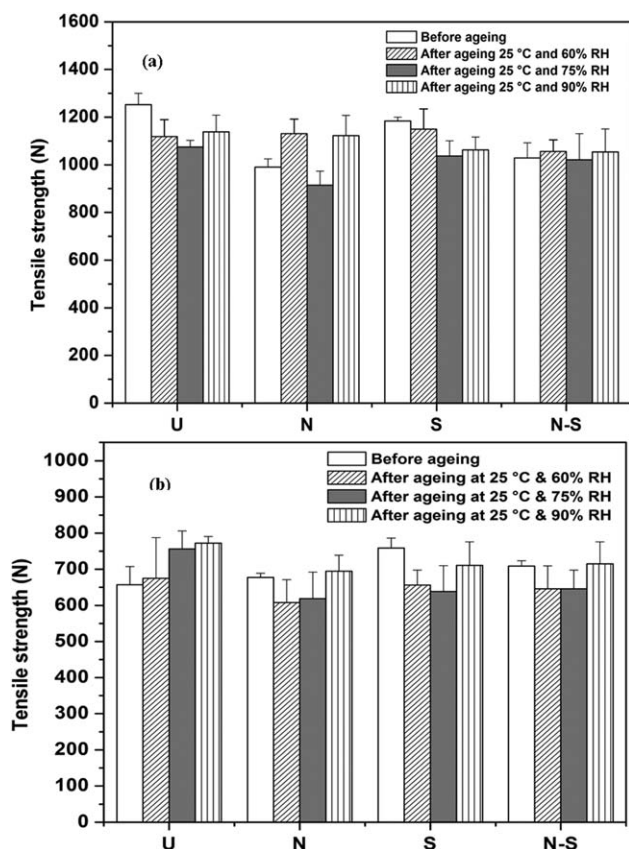 1600
1400
1200
1000
800
600
400
200
0
Tensile strength (N)
(a)
Before ageing
After ageing 25 °C and 60% RH
After ageing 25 °C and 75% RH
After ageing 25 °C and 90% RH
U N S N-S
1000
900
800
700
600
500
400
300
200
100
0
Tensile strength (N)
(b)
Before ageing
After ageing at 25 °C & 60% RH
After ageing at 25 °C & 75% RH
After ageing at 25 °C & 90% RH
U N S N-S